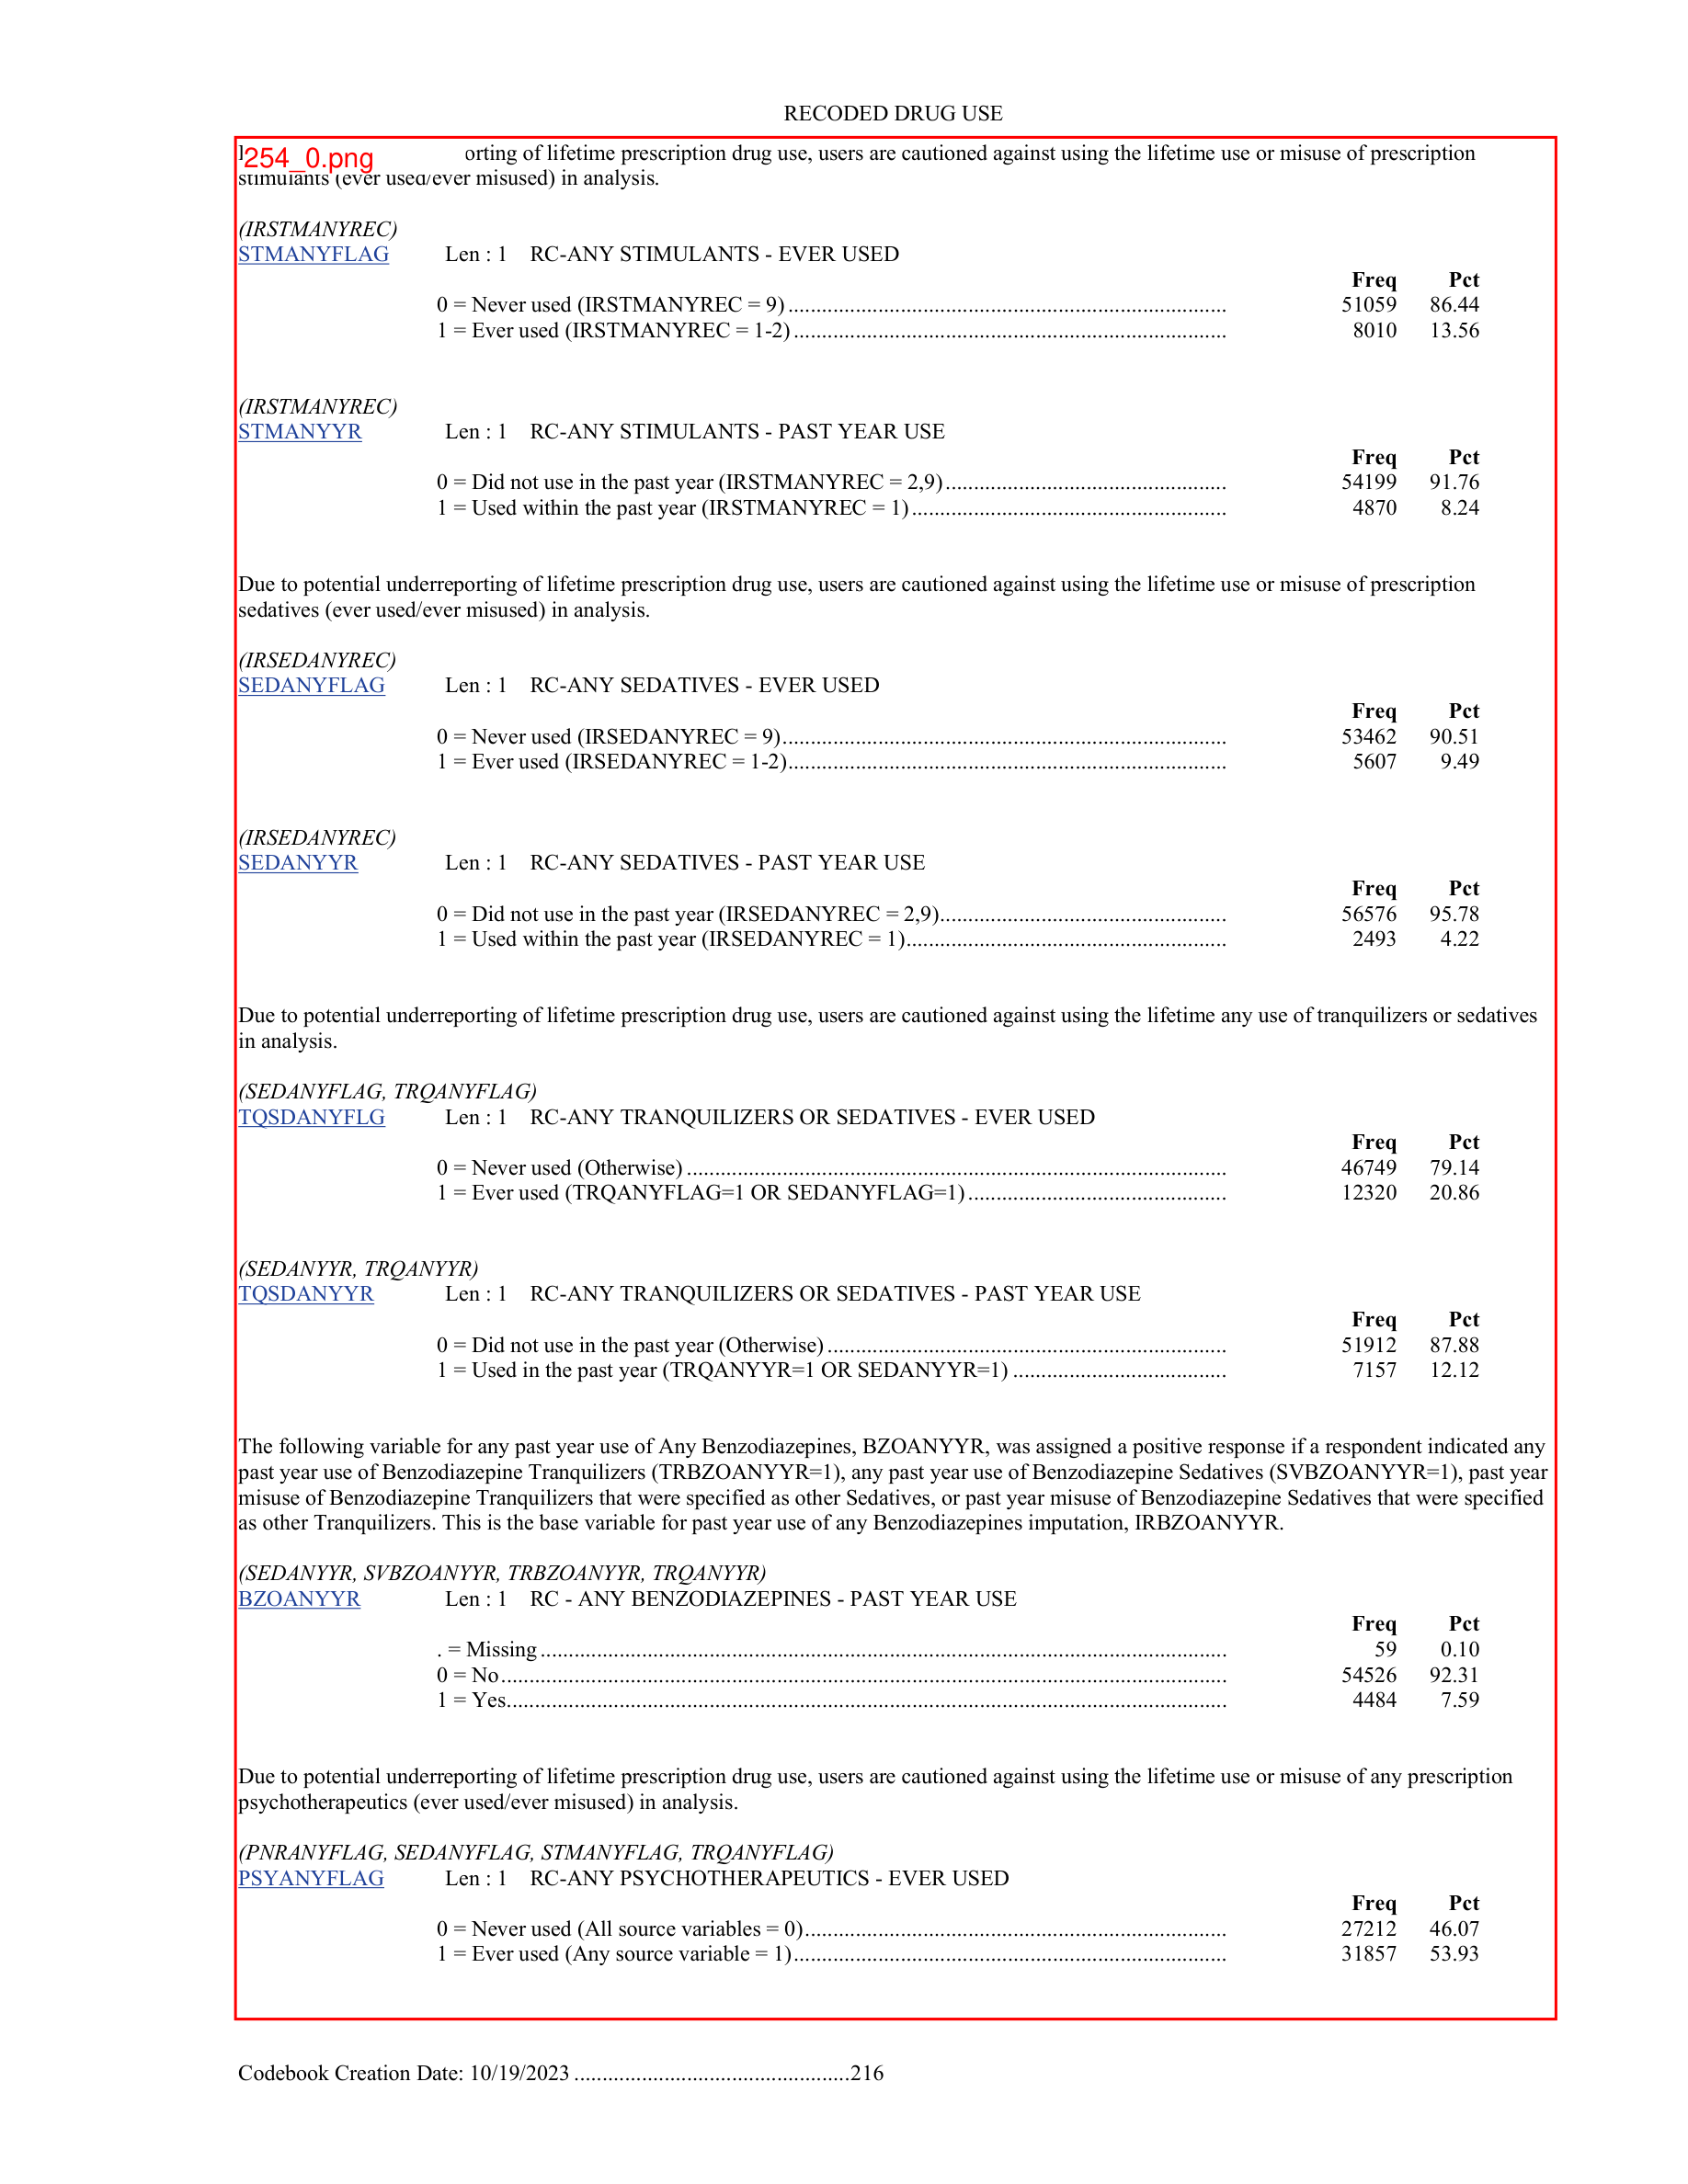 RECODED DRUG USE
254_0.png orting of lifetime prescription drug use, users are cautioned against using the lifetime use or misuse of prescription
stimulants (ever used/ever misused) in analysis.
(IRSTMANYREC)
STMANYFLAG Len : 1 RC-ANY STIMULANTS - EVER USED
Freq Pct
0 = Never used (IRSTMANYREC = 9).............................................................................. 51059 86.44
1 = Ever used (IRSTMANYREC = 1-2)............................................................................. 8010 13.56
(IRSTMANYREC)
STMANYYR Len : 1 RC-ANY STIMULANTS - PAST YEAR USE
Freq Pct
0 = Did not use in the past year (IRSTMANYREC = 2,9).................................................. 54199 91.76
1 = Used within the past year (IRSTMANYREC = 1)........................................................ 4870 8.24
Due to potential underreporting of lifetime prescription drug use, users are cautioned against using the lifetime use or misuse of prescription
sedatives (ever used/ever misused) in analysis.
(IRSEDANYREC)
SEDANYFLAG Len : 1 RC-ANY SEDATIVES - EVER USED
Freq Pct
0 = Never used (IRSEDANYREC = 9)............................................................................... 53462 90.51
1 = Ever used (IRSEDANYREC = 1-2).............................................................................. 5607 9.49
(IRSEDANYREC)
SEDANYYR Len : 1 RC-ANY SEDATIVES - PAST YEAR USE
Freq Pct
0 = Did not use in the past year (IRSEDANYREC = 2,9)................................................... 56576 95.78
1 = Used within the past year (IRSEDANYREC = 1)......................................................... 2493 4.22
Due to potential underreporting of lifetime prescription drug use, users are cautioned against using the lifetime any use of tranquilizers or sedatives
in analysis.
(SEDANYFLAG, TRQANYFLAG)
TQSDANYFLG Len : 1 RC-ANY TRANQUILIZERS OR SEDATIVES - EVER USED
Freq Pct
0 = Never used (Otherwise) ................................................................................................ 46749 79.14
1 = Ever used (TRQANYFLAG=1 OR SEDANYFLAG=1).............................................. 12320 20.86
(SEDANYYR, TRQANYYR)
TQSDANYYR Len : 1 RC-ANY TRANQUILIZERS OR SEDATIVES - PAST YEAR USE
Freq Pct
0 = Did not use in the past year (Otherwise)....................................................................... 51912 87.88
1 = Used in the past year (TRQANYYR=1 OR SEDANYYR=1) ...................................... 7157 12.12
The following variable for any past year use of Any Benzodiazepines, BZOANYYR, was assigned a positive response if a respondent indicated any
past year use of Benzodiazepine Tranquilizers (TRBZOANYYR=1), any past year use of Benzodiazepine Sedatives (SVBZOANYYR=1), past year
misuse of Benzodiazepine Tranquilizers that were specified as other Sedatives, or past year misuse of Benzodiazepine Sedatives that were specified
as other Tranquilizers. This is the base variable for past year use of any Benzodiazepines imputation, IRBZOANYYR.
(SEDANYYR, SVBZOANYYR, TRBZOANYYR, TRQANYYR)
BZOANYYR Len : 1 RC - ANY BENZODIAZEPINES - PAST YEAR USE
Freq Pct
. = Missing.......................................................................................................................... 59 0.10
0 = No................................................................................................................................. 54526 92.31
1 = Yes................................................................................................................................ 4484 7.59
Due to potential underreporting of lifetime prescription drug use, users are cautioned against using the lifetime use or misuse of any prescription
psychotherapeutics (ever used/ever misused) in analysis.
(PNRANYFLAG, SEDANYFLAG, STMANYFLAG, TRQANYFLAG)
PSYANYFLAG Len : 1 RC-ANY PSYCHOTHERAPEUTICS - EVER USED
Freq Pct
0 = Never used (All source variables = 0)........................................................................... 27212 46.07
1 = Ever used (Any source variable = 1)............................................................................. 31857 53.93
Codebook Creation Date: 10/19/2023 .................................................216